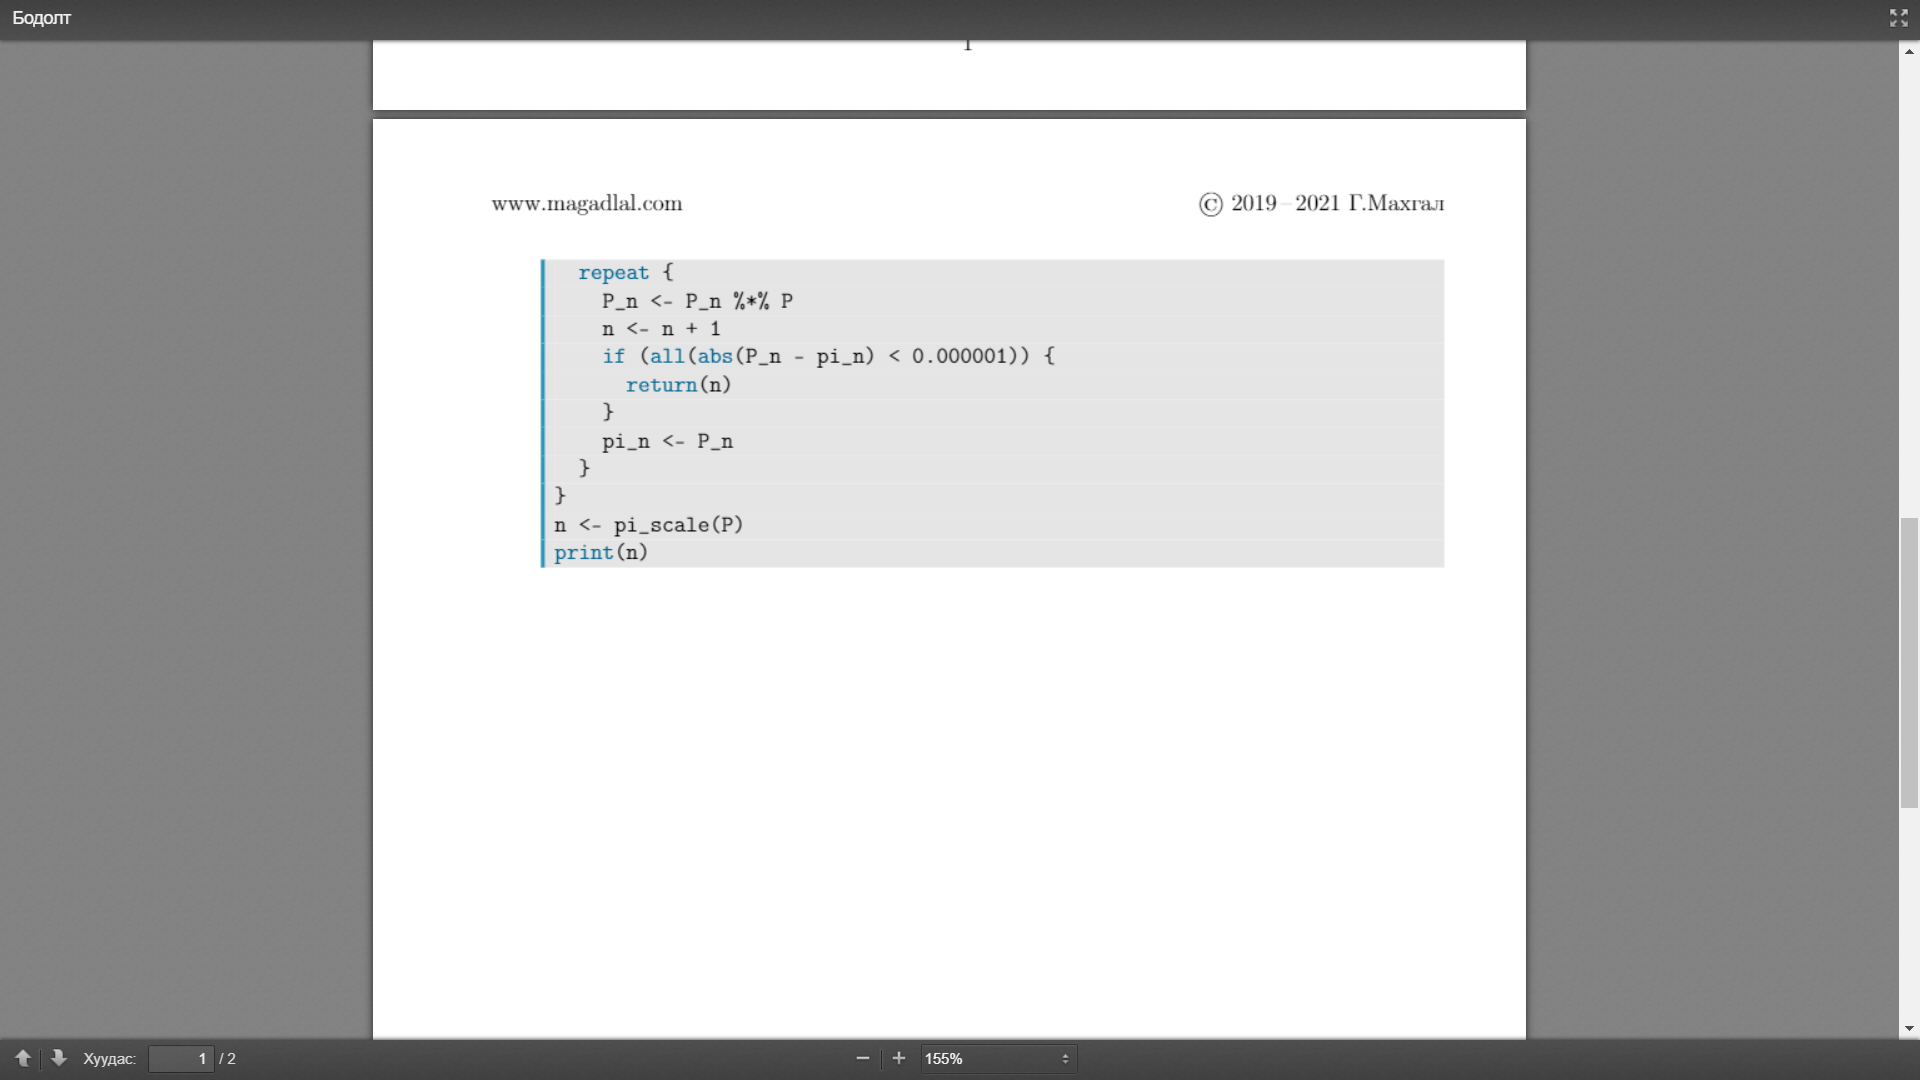 Бодолт
1
www.magadlal.com
© 2019–2021 Г.Махгал
repeat {
P_n <- P_n %*% P
n <- n + 1
if (all(abs(P_n - pi_n) < 0.000001)) {
return(n)
}
pi_n <- P_n
}
}
n <- pi_scale(P)
print(n)
Хуудас: 1 / 2
155%